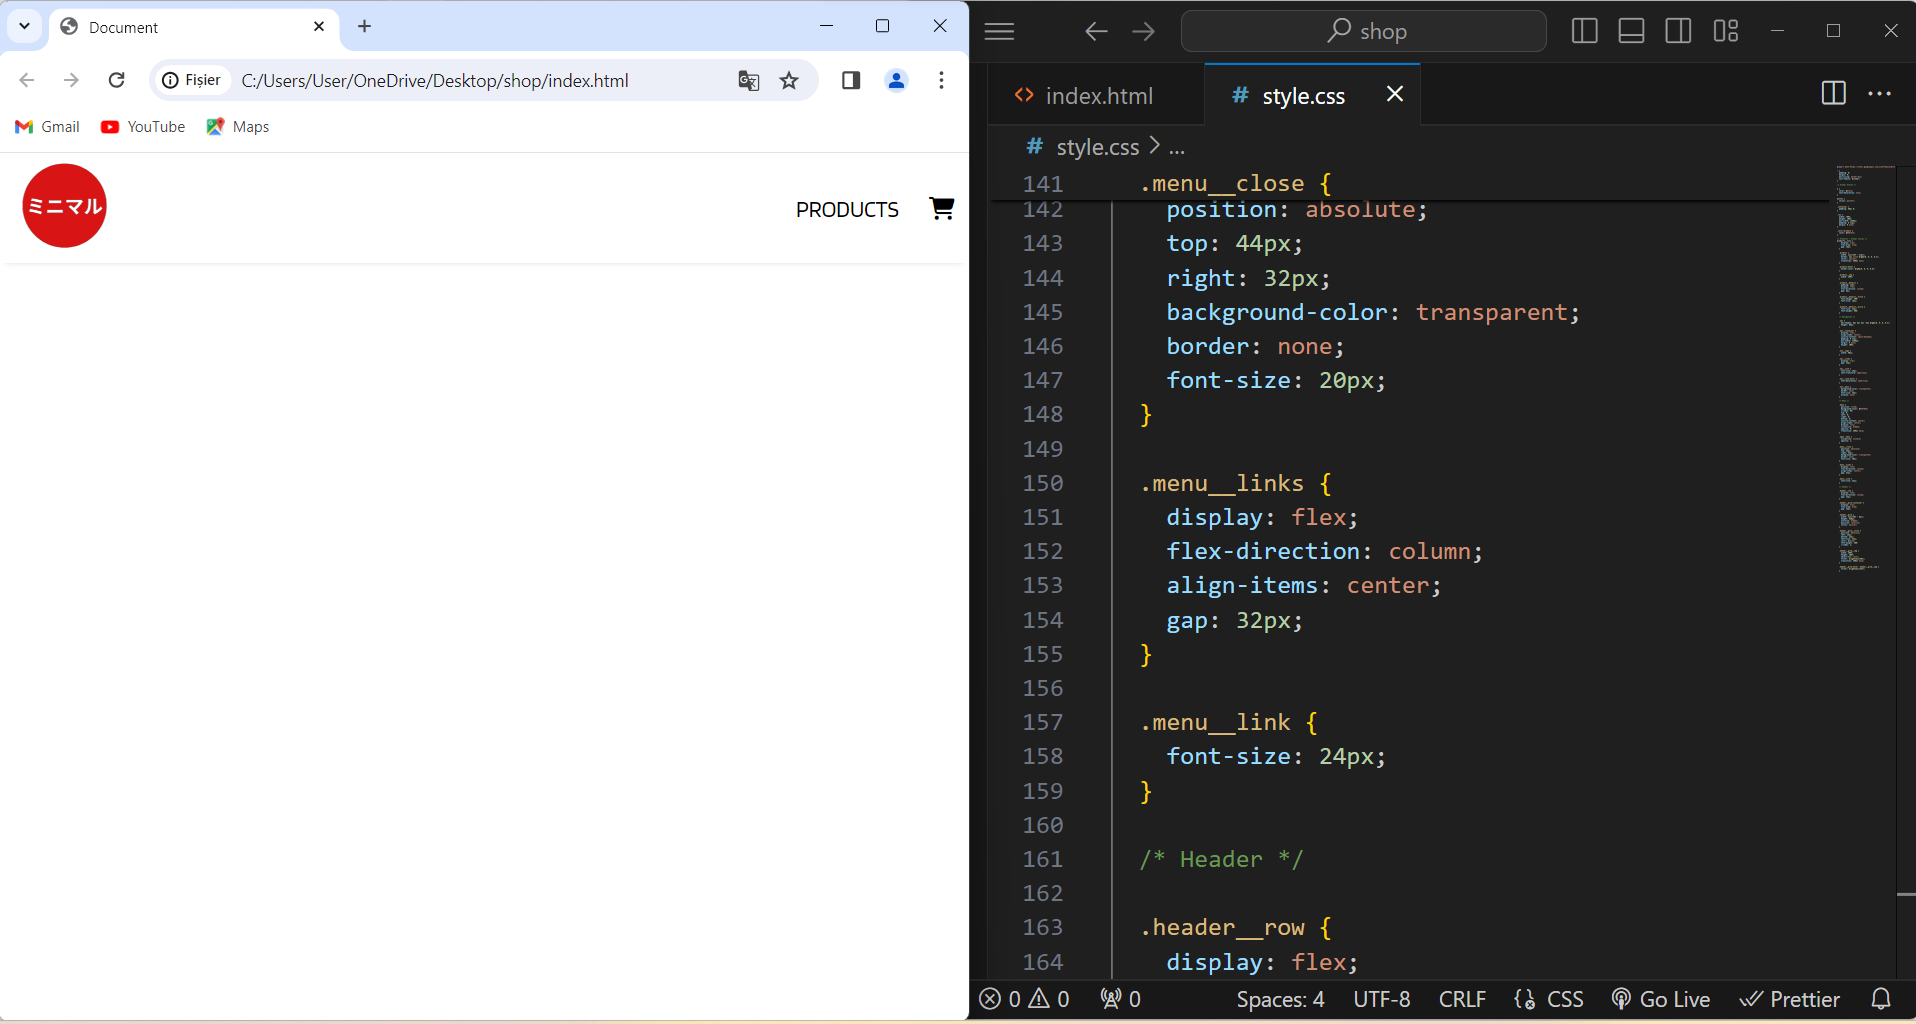 Document
Fișier
C:/Users/User/OneDrive/Desktop/shop/index.html
Gmail
YouTube
Maps
ミニマル
PRODUCTS
shop
index.html
# style.css
# style.css > ...
141 .menu__close {
142 position: absolute;
143 top: 44px;
144 right: 32px;
145 background-color: transparent;
146 border: none;
147 font-size: 20px;
148 }
149
150 .menu__links {
151 display: flex;
152 flex-direction: column;
153 align-items: center;
154 gap: 32px;
155 }
156
157 .menu__link {
158 font-size: 24px;
159 }
160
161 /* Header */
162
163 .header__row {
164 display: flex;
0 0 0 Spaces: 4 UTF-8 CRLF CSS Go Live Prettier